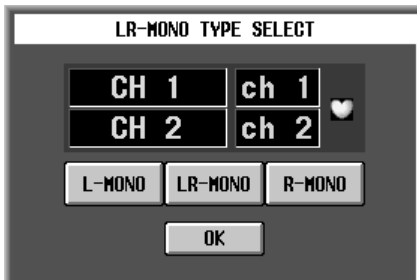 LR-MONO TYPE SELECT
CH 1 ch 1
CH 2 ch 2
L-MONO LR-MONO R-MONO
OK